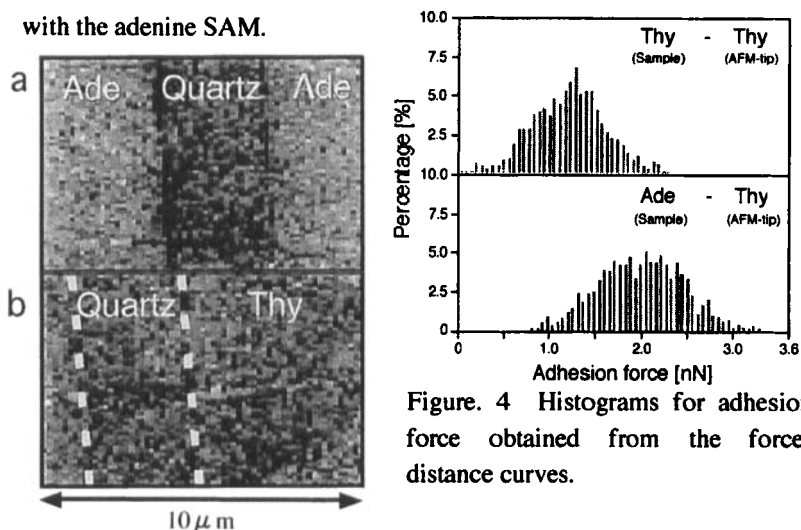 with the adenine SAM.
a
Ade Quartz Ade
b
Quartz Thy
10 μm
10.0
7.5
5.0
2.5
10.0
7.5
5.0
2.5
0
Percentage [%]
Thy - Thy
(Sample) (AFM-tip)
Ade - Thy
(Sample) (AFM-tip)
0 1.0 2.0 3.0 3.6
Adhesion force [nN]
Figure. 4 Histograms for adhesion
force obtained from the force
distance curves.